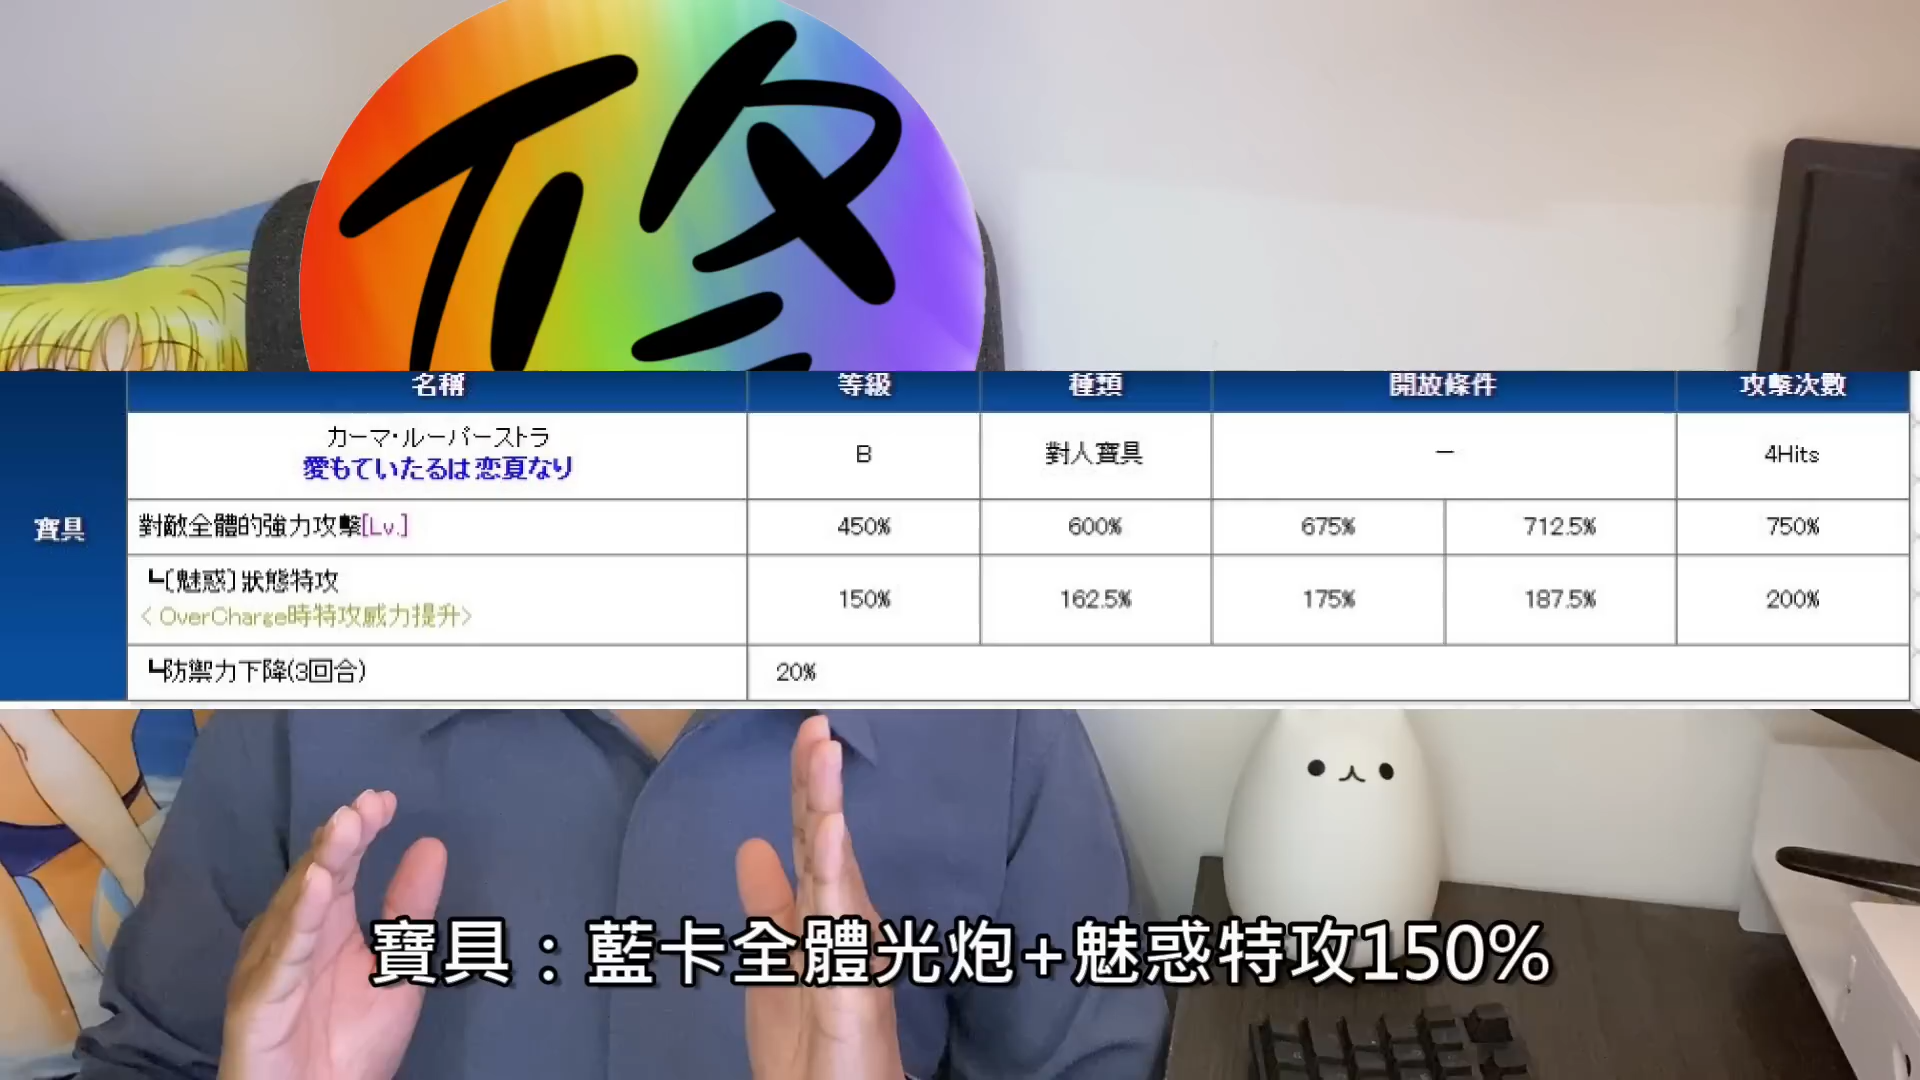 修
名稱 等級 種類 開放條件 攻擊次數
寶具
カーマ・ルーパーストラ
愛もていたるは恋夏なり B 對人寶具 － 4Hits
對敵全體的強力攻擊[Lv.] 450% 600% 675% 712.5% 750%
┗〔魅惑〕狀態特攻
＜OverCharge時特攻威力提升＞ 150% 162.5% 175% 187.5% 200%
┗防禦力下降(3回合) 20%
寶具：藍卡全體光炮+魅惑特攻150%